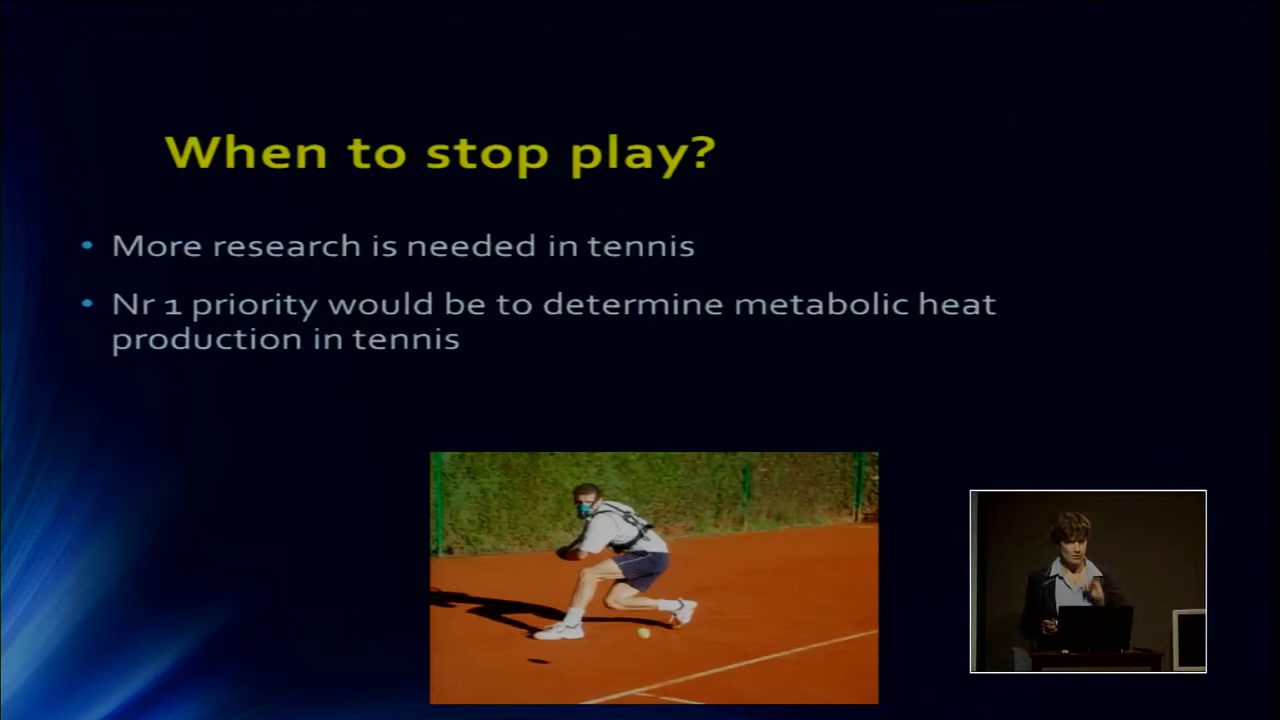 When to stop play?
• More research is needed in tennis
• Nr 1 priority would be to determine metabolic heat
production in tennis